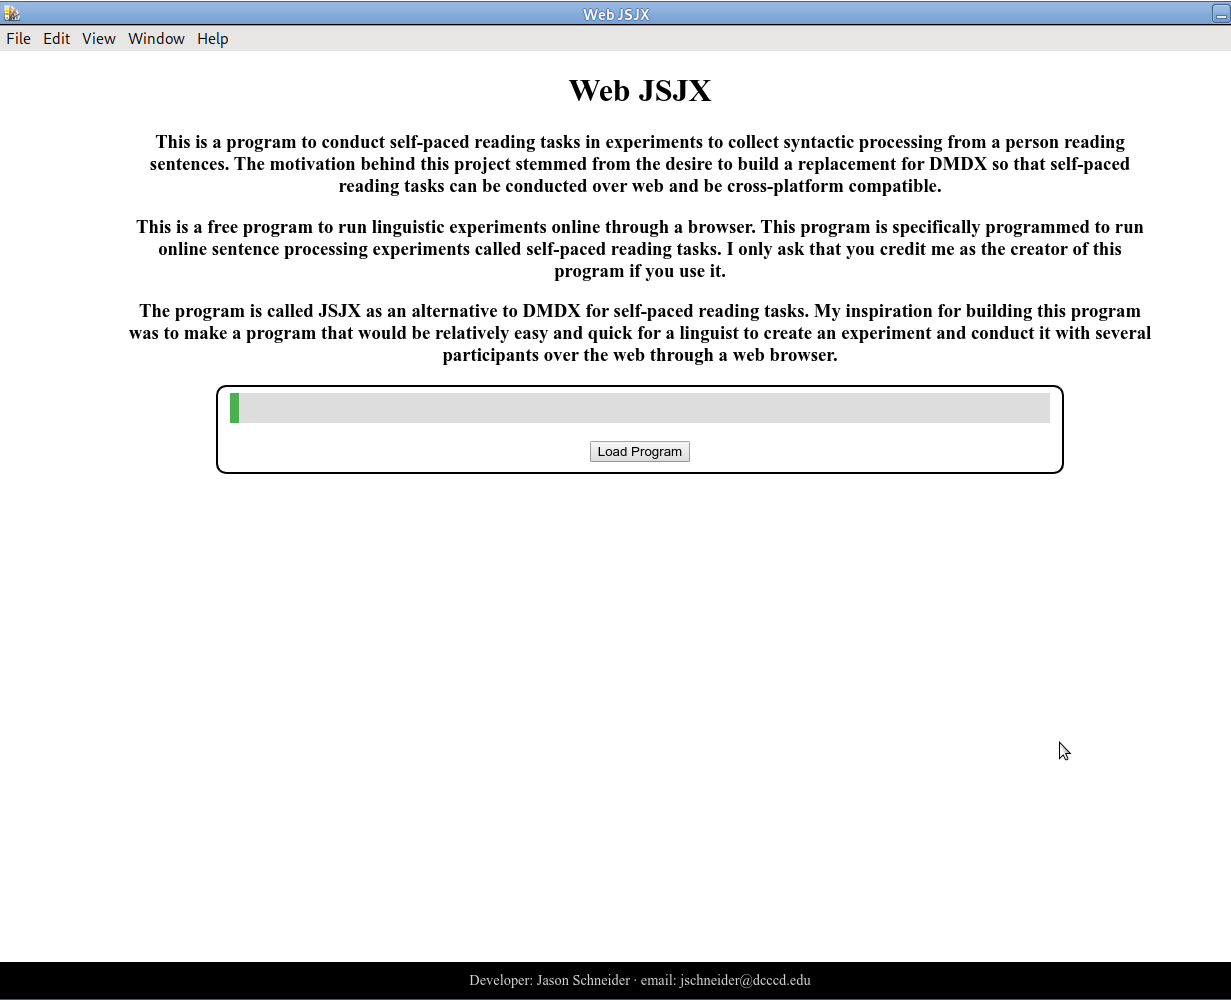 Web JSJX
File Edit View Window Help
Web JSJX
This is a program to conduct self-paced reading tasks in experiments to collect syntactic processing from a person reading
sentences. The motivation behind this project stemmed from the desire to build a replacement for DMDX so that self-paced
reading tasks can be conducted over web and be cross-platform compatible.
This is a free program to run linguistic experiments online through a browser. This program is specifically programmed to run
online sentence processing experiments called self-paced reading tasks. I only ask that you credit me as the creator of this
program if you use it.
The program is called JSJX as an alternative to DMDX for self-paced reading tasks. My inspiration for building this program
was to make a program that would be relatively easy and quick for a linguist to create an experiment and conduct it with several
participants over the web through a web browser.
Load Program
Developer: Jason Schneider · email: jschneider@dcccd.edu